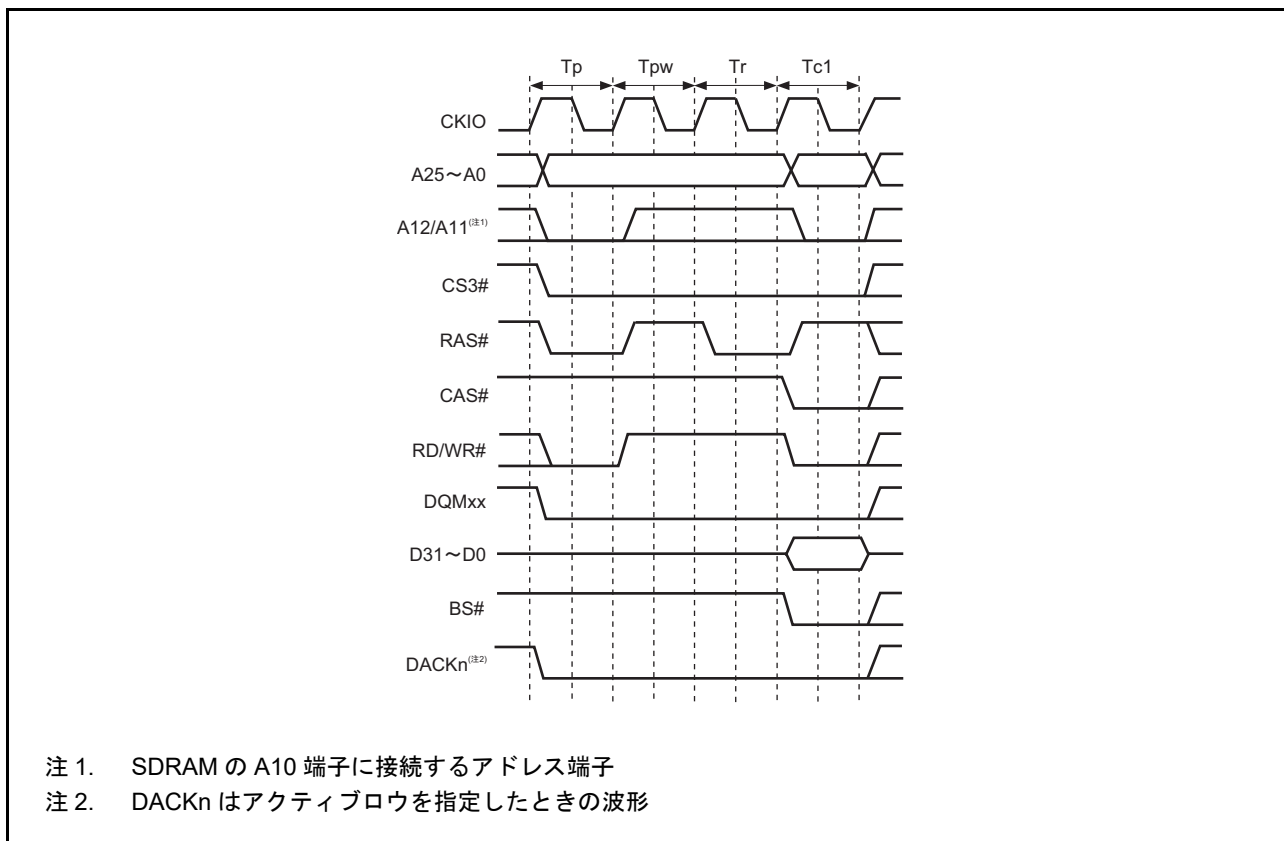 Tp Tpw Tr Tc1
CKIO
A25～A0
A12/A11(注1)
CS3#
RAS#
CAS#
RD/WR#
DQMxx
D31～D0
BS#
DACKn(注2)
注 1. SDRAM の A10 端子に接続するアドレス端子
注 2. DACKn はアクティブロウを指定したときの波形